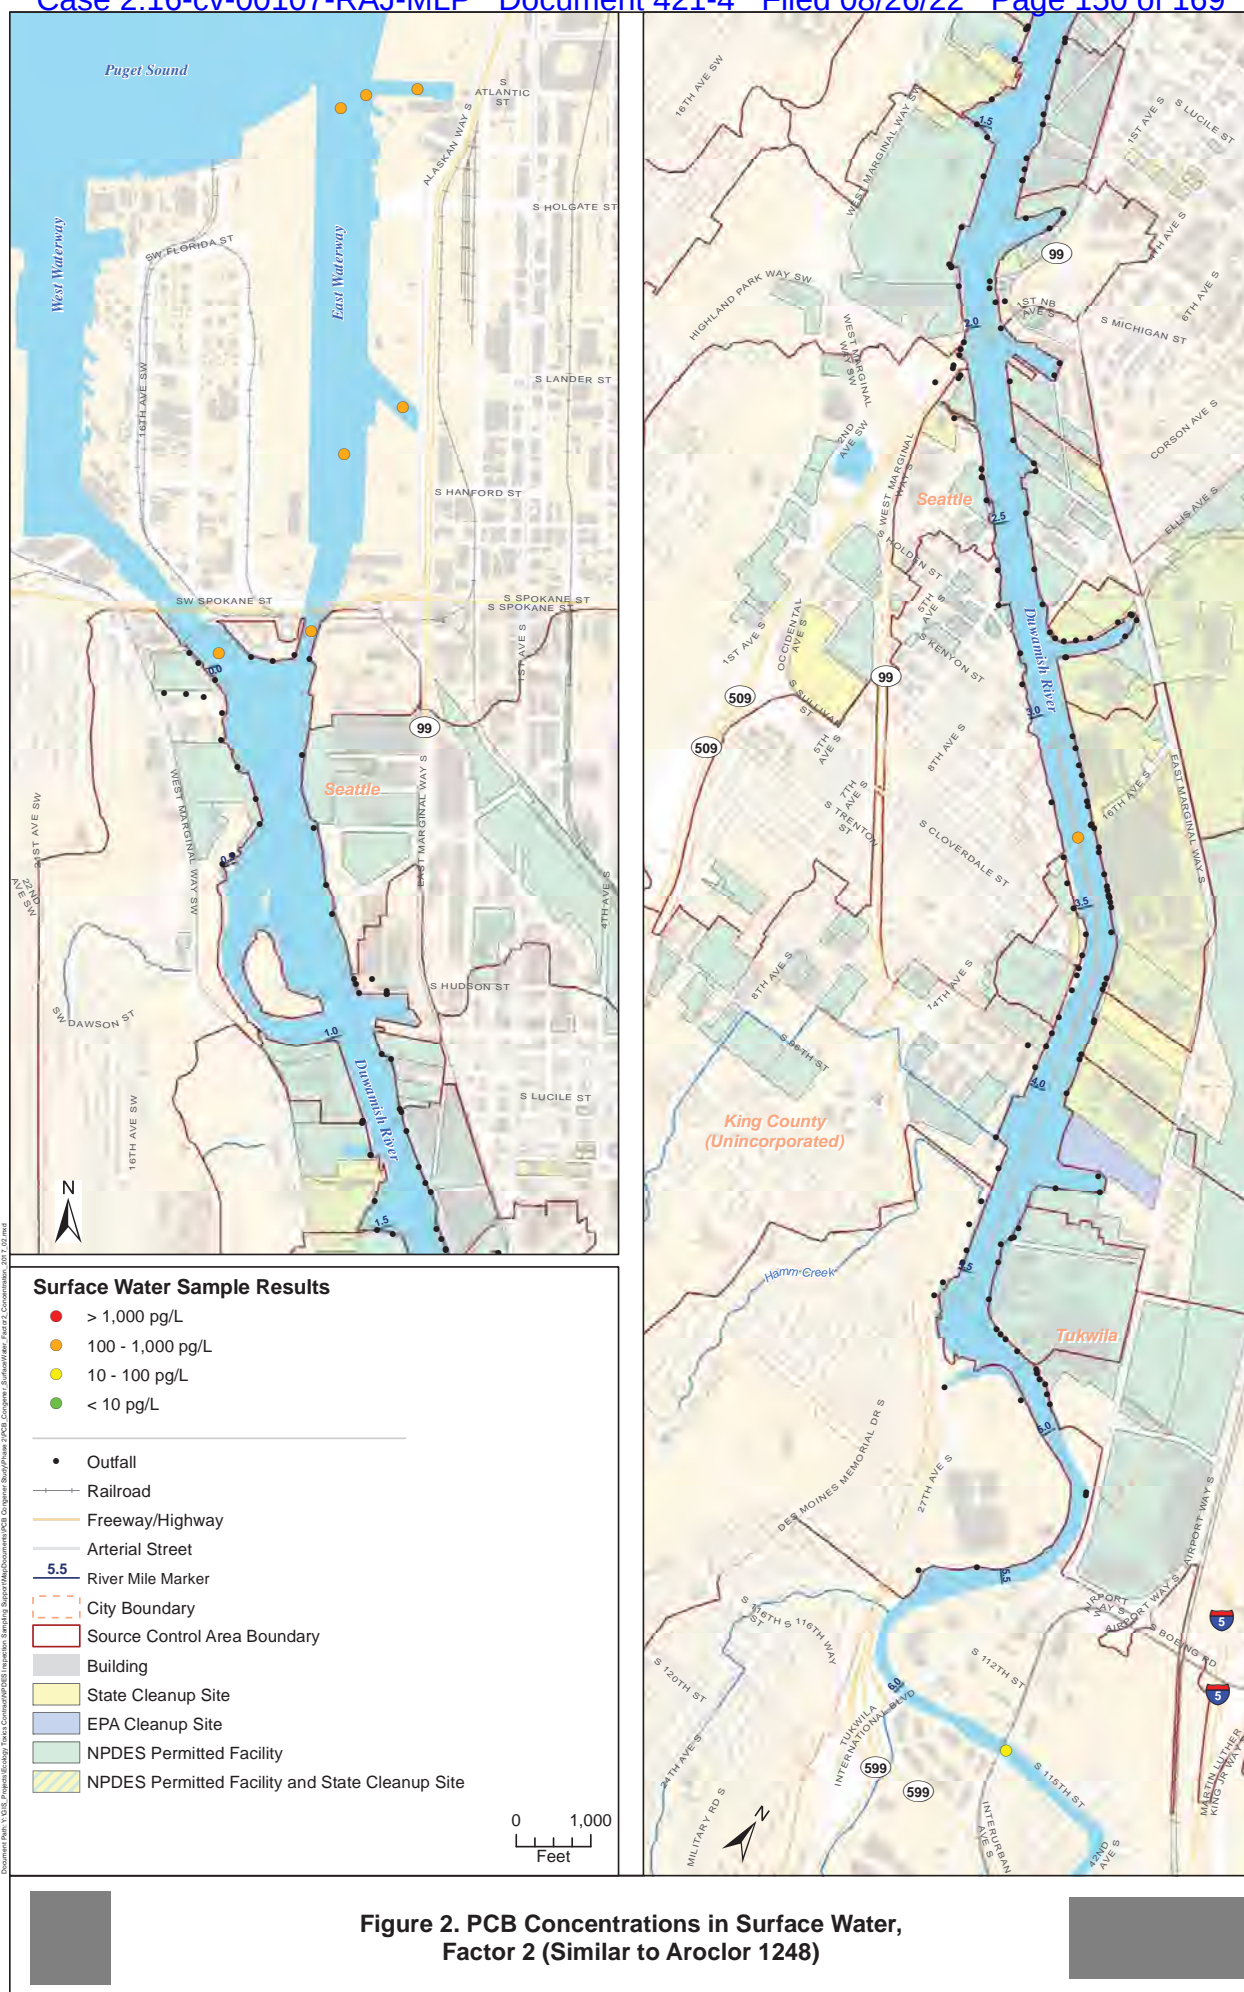 Case 2:16-cv-00107-RAJ-MLP Document 421-4 Filed 08/26/22 Page 150 of 169
Puget Sound
S
ATLANTIC
ST
ALASKAN WAY S
S HOLGATE ST
West Waterway
SW FLORIDA ST
East Waterway
16TH AVE SW
S LANDER ST
S HANFORD ST
SW SPOKANE ST
S SPOKANE ST
S SPOKANE ST
1ST AVE S
0.0
99
Seattle
WEST MARGINAL WAY SW
EAST MARGINAL WAY S
21ST AVE SW
22ND
AVE SW
4TH AVE S
SW DAWSON ST
S HUDSON ST
1.0
Duwamish River
S LUCILE ST
16TH AVE SW
N
1.5
16TH AVE SW
WEST MARGINAL WAY SW
1.5
1ST AVE S
S LUCILE ST
4TH AVE S
99
6TH AVE S
HIGHLAND PARK WAY SW
1ST NB
AVE S
S MICHIGAN ST
2.0
WEST MARGINAL
WAY SW
2ND
AVE SW
CORSON AVE S
WEST MARGINAL
WAY S
Seattle
2.5
ELLIS AVE S
S HOLDEN ST
5TH
AVE S
S KENYON ST
Duwamish River
1ST AVE S
OCCIDENTAL
AVE S
99
509
S SULLIVAN
ST
3.0
5TH
AVE S
8TH AVE S
509
7TH
AVE S
S TRENTON
ST
16TH AVE S
EAST MARGINAL WAY S
S CLOVERDALE ST
3.5
8TH AVE S
14TH AVE S
S 96TH ST
4.0
King County
(Unincorporated)
Hamm Creek
Tukwila
5.0
DES MOINES MEMORIAL DR S
27TH AVE S
AIRPORT WAY S
5.5
AIRPORT
WAY S
AIRPORT WAY S
S BOEING RD
5
S 116TH
ST
S 116TH WAY
S 120TH ST
S 112TH ST
6.0
5
TUKWILA
INTERNATIONAL BLVD
24TH AVE S
599
S 115TH ST
599
MARTIN LUTHER
KING JR WAY
MILITARY RD S
N
INTERURBAN
AVE S
42ND
AVE S
Surface Water Sample Results
> 1,000 pg/L
100 - 1,000 pg/L
10 - 100 pg/L
< 10 pg/L
Outfall
Railroad
Freeway/Highway
Arterial Street
5.5
River Mile Marker
City Boundary
Source Control Area Boundary
Building
State Cleanup Site
EPA Cleanup Site
NPDES Permitted Facility
NPDES Permitted Facility and State Cleanup Site
0 1,000
Feet
Figure 2. PCB Concentrations in Surface Water,
Factor 2 (Similar to Aroclor 1248)